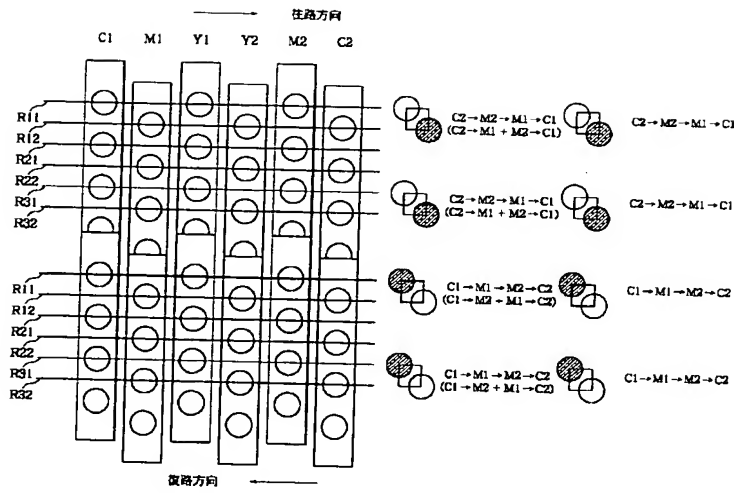 往路方向
C1 M1 Y1 Y2 M2 C2
R11
R12
R21
R22
R31
R32
C2→M2→M1→C1
(C2→M1+M2→C1)
C2→M2→M1→C1
C2→M2→M1→C1
(C2→M1+M2→C1)
C2→M2→M1→C1
R11
R12
R21
R22
R31
R32
C1→M1→M2→C2
(C1→M2+M1→C2)
C1→M1→M2→C2
C1→M1→M2→C2
(C1→M2+M1→C2)
C1→M1→M2→C2
復路方向